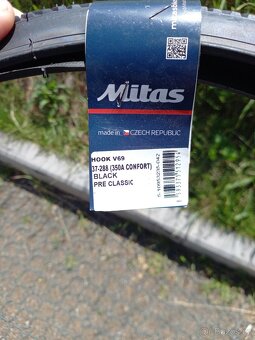 Mitas
made in CZECH REPUBLIC
HOOK V69
37-288 (350A CONFORT)
BLACK
PRE CLASSIC